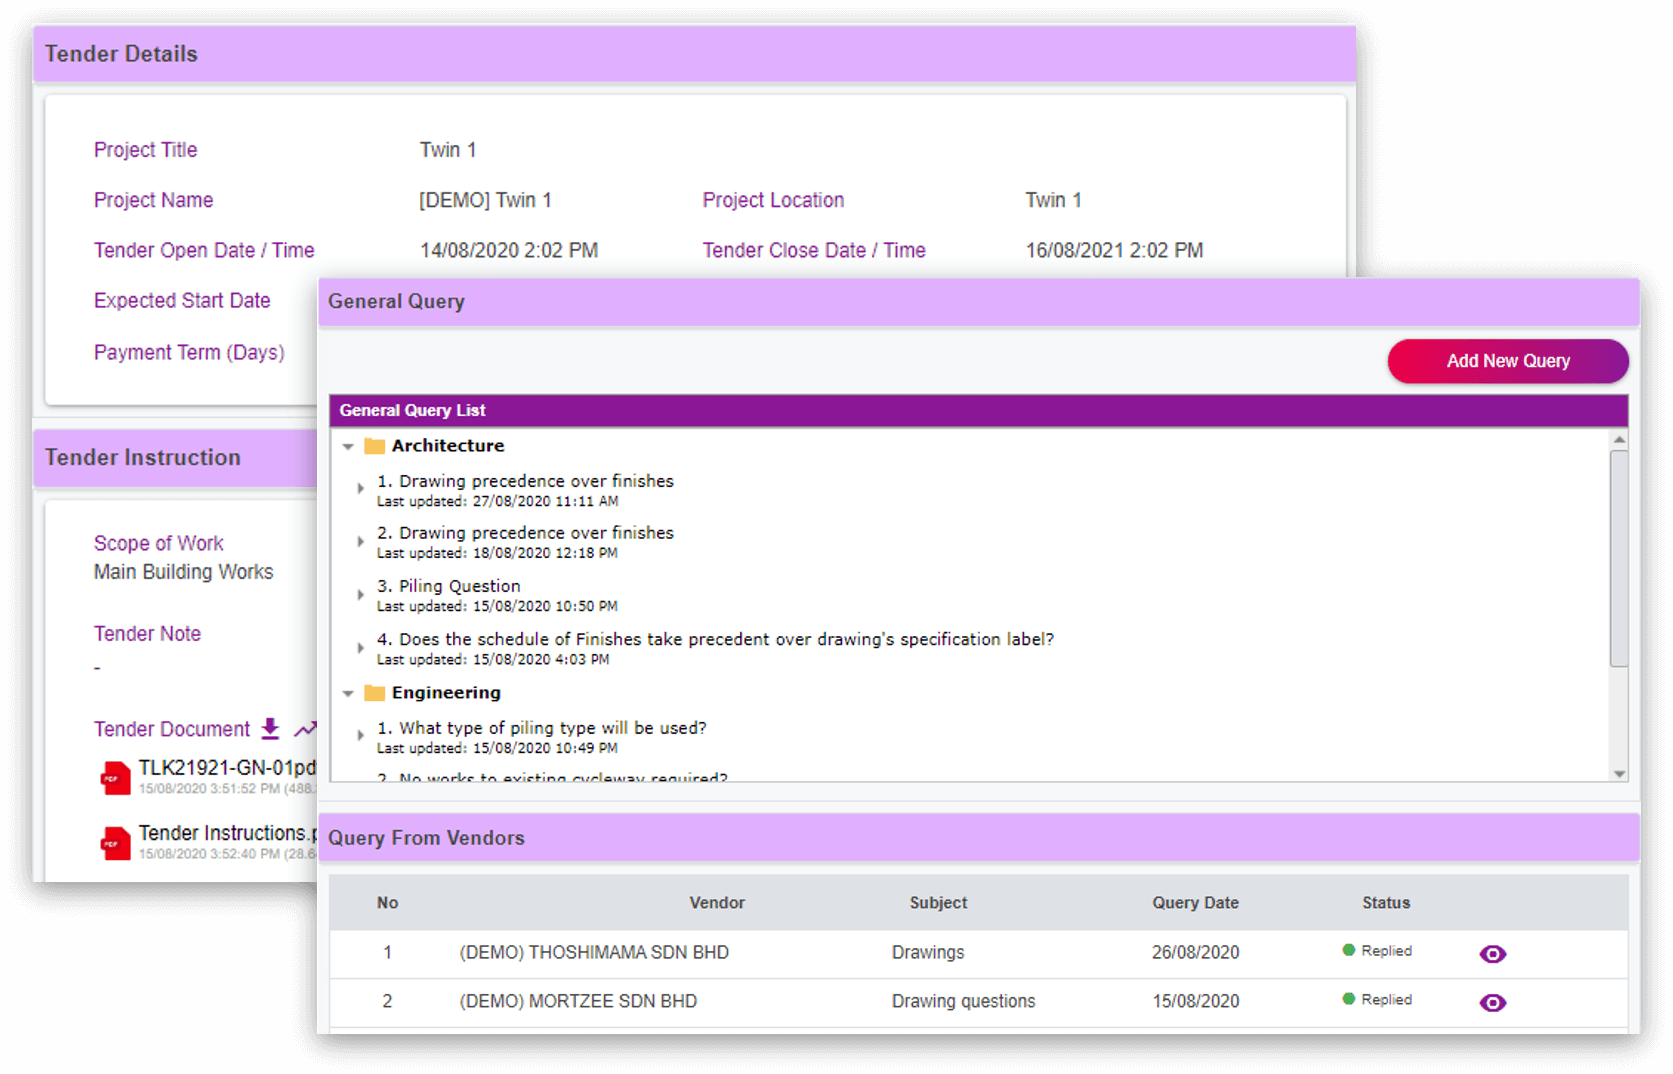 Tender Details
Project Title Twin 1
Project Name [DEMO] Twin 1 Project Location Twin 1
Tender Open Date / Time 14/08/2020 2:02 PM Tender Close Date / Time 16/08/2021 2:02 PM
Expected Start Date
Payment Term (Days)
Tender Instruction
Scope of Work
Main Building Works
Tender Note
-
Tender Document
TLK21921-GN-01pd
15/08/2020 3:51:52 PM (488.
Tender Instructions.p
15/08/2020 3:52:40 PM (28.6
General Query
Add New Query
General Query List
Architecture
1. Drawing precedence over finishes
Last updated: 27/08/2020 11:11 AM
2. Drawing precedence over finishes
Last updated: 18/08/2020 12:18 PM
3. Piling Question
Last updated: 15/08/2020 10:50 PM
4. Does the schedule of Finishes take precedent over drawing's specification label?
Last updated: 15/08/2020 4:03 PM
Engineering
1. What type of piling type will be used?
Last updated: 15/08/2020 10:49 PM
2. No works to existing cycleway required?
Query From Vendors
No Vendor Subject Query Date Status
1 (DEMO) THOSHIMAMA SDN BHD Drawings 26/08/2020 Replied
2 (DEMO) MORTZEE SDN BHD Drawing questions 15/08/2020 Replied